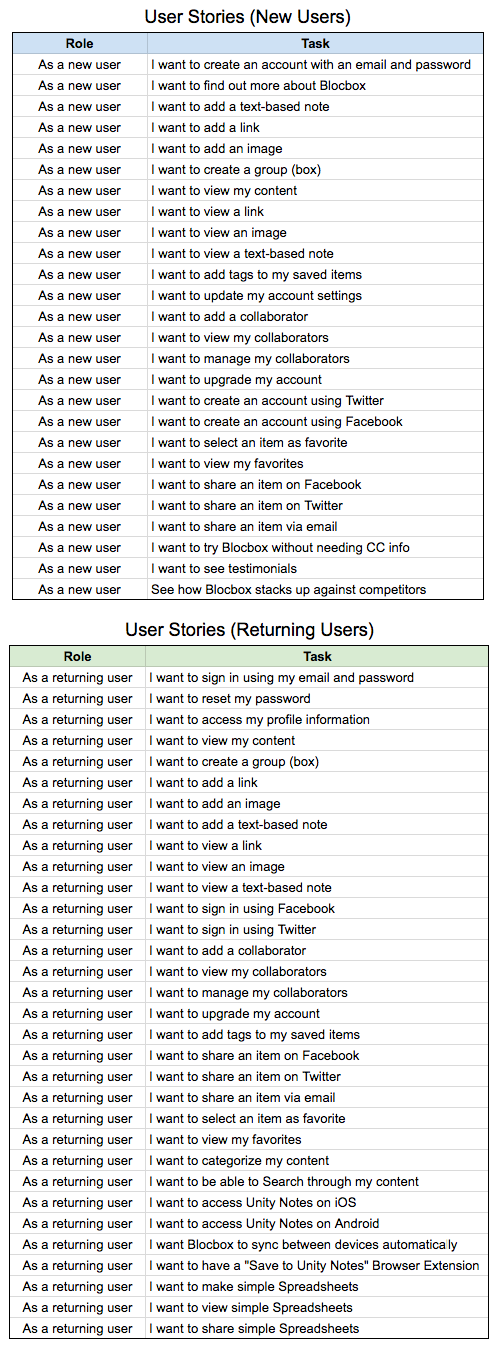 User Stories (New Users)
Role Task
As a new user I want to create an account with an email and password
As a new user I want to find out more about Blocbox
As a new user I want to add a text-based note
As a new user I want to add a link
As a new user I want to add an image
As a new user I want to create a group (box)
As a new user I want to view my content
As a new user I want to view a link
As a new user I want to view an image
As a new user I want to view a text-based note
As a new user I want to add tags to my saved items
As a new user I want to update my account settings
As a new user I want to add a collaborator
As a new user I want to view my collaborators
As a new user I want to manage my collaborators
As a new user I want to upgrade my account
As a new user I want to create an account using Twitter
As a new user I want to create an account using Facebook
As a new user I want to select an item as favorite
As a new user I want to view my favorites
As a new user I want to share an item on Facebook
As a new user I want to share an item on Twitter
As a new user I want to share an item via email
As a new user I want to try Blocbox without needing CC info
As a new user I want to see testimonials
As a new user See how Blocbox stacks up against competitors
User Stories (Returning Users)
Role Task
As a returning user I want to sign in using my email and password
As a returning user I want to reset my password
As a returning user I want to access my profile information
As a returning user I want to view my content
As a returning user I want to create a group (box)
As a returning user I want to add a link
As a returning user I want to add an image
As a returning user I want to add a text-based note
As a returning user I want to view a link
As a returning user I want to view an image
As a returning user I want to view a text-based note
As a returning user I want to sign in using Facebook
As a returning user I want to sign in using Twitter
As a returning user I want to add a collaborator
As a returning user I want to view my collaborators
As a returning user I want to manage my collaborators
As a returning user I want to upgrade my account
As a returning user I want to add tags to my saved items
As a returning user I want to share an item on Facebook
As a returning user I want to share an item on Twitter
As a returning user I want to share an item via email
As a returning user I want to select an item as favorite
As a returning user I want to view my favorites
As a returning user I want to categorize my content
As a returning user I want to be able to Search through my content
As a returning user I want to access Unity Notes on iOS
As a returning user I want to access Unity Notes on Android
As a returning user I want Blocbox to sync between devices automatically
As a returning user I want to have a "Save to Unity Notes" Browser Extension
As a returning user I want to make simple Spreadsheets
As a returning user I want to view simple Spreadsheets
As a returning user I want to share simple Spreadsheets